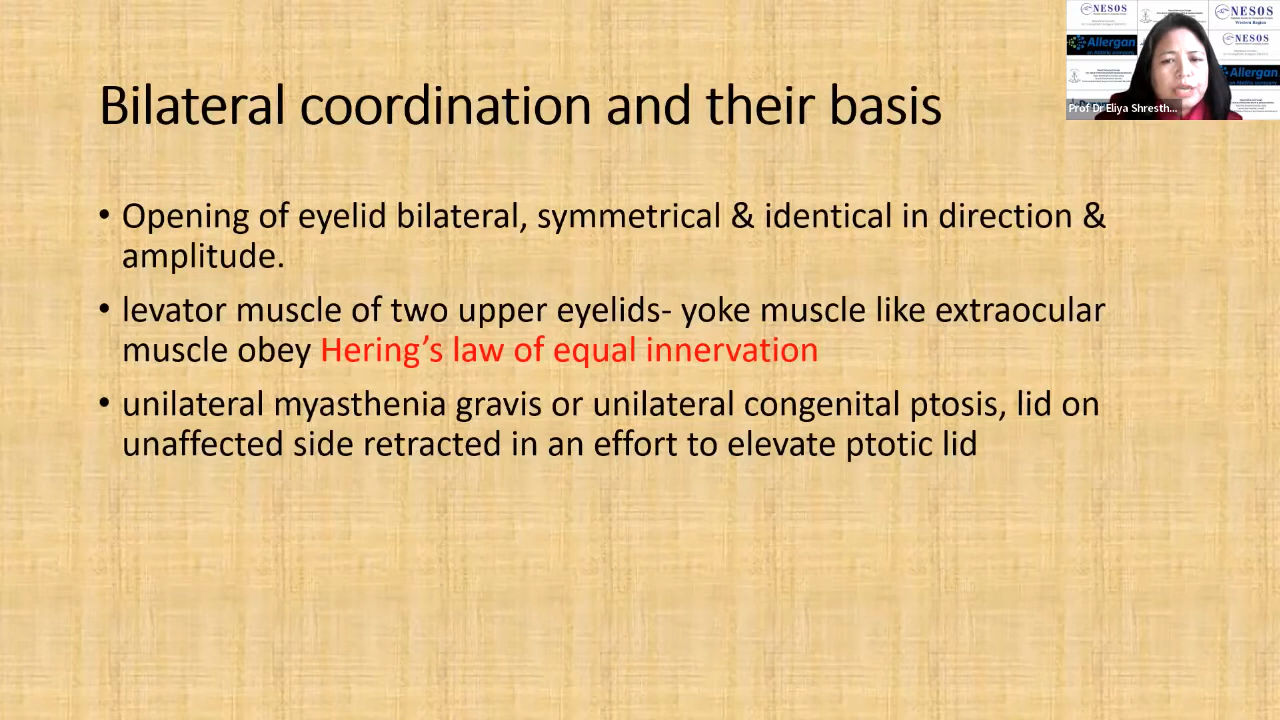 NESOS
NESOS
Western Region
Allergan
NESOS
Allergan
Prof Dr Eliya Shresth...
Bilateral coordination and their basis
• Opening of eyelid bilateral, symmetrical & identical in direction &
amplitude.
• levator muscle of two upper eyelids- yoke muscle like extraocular
muscle obey Hering’s law of equal innervation
• unilateral myasthenia gravis or unilateral congenital ptosis, lid on
unaffected side retracted in an effort to elevate ptotic lid